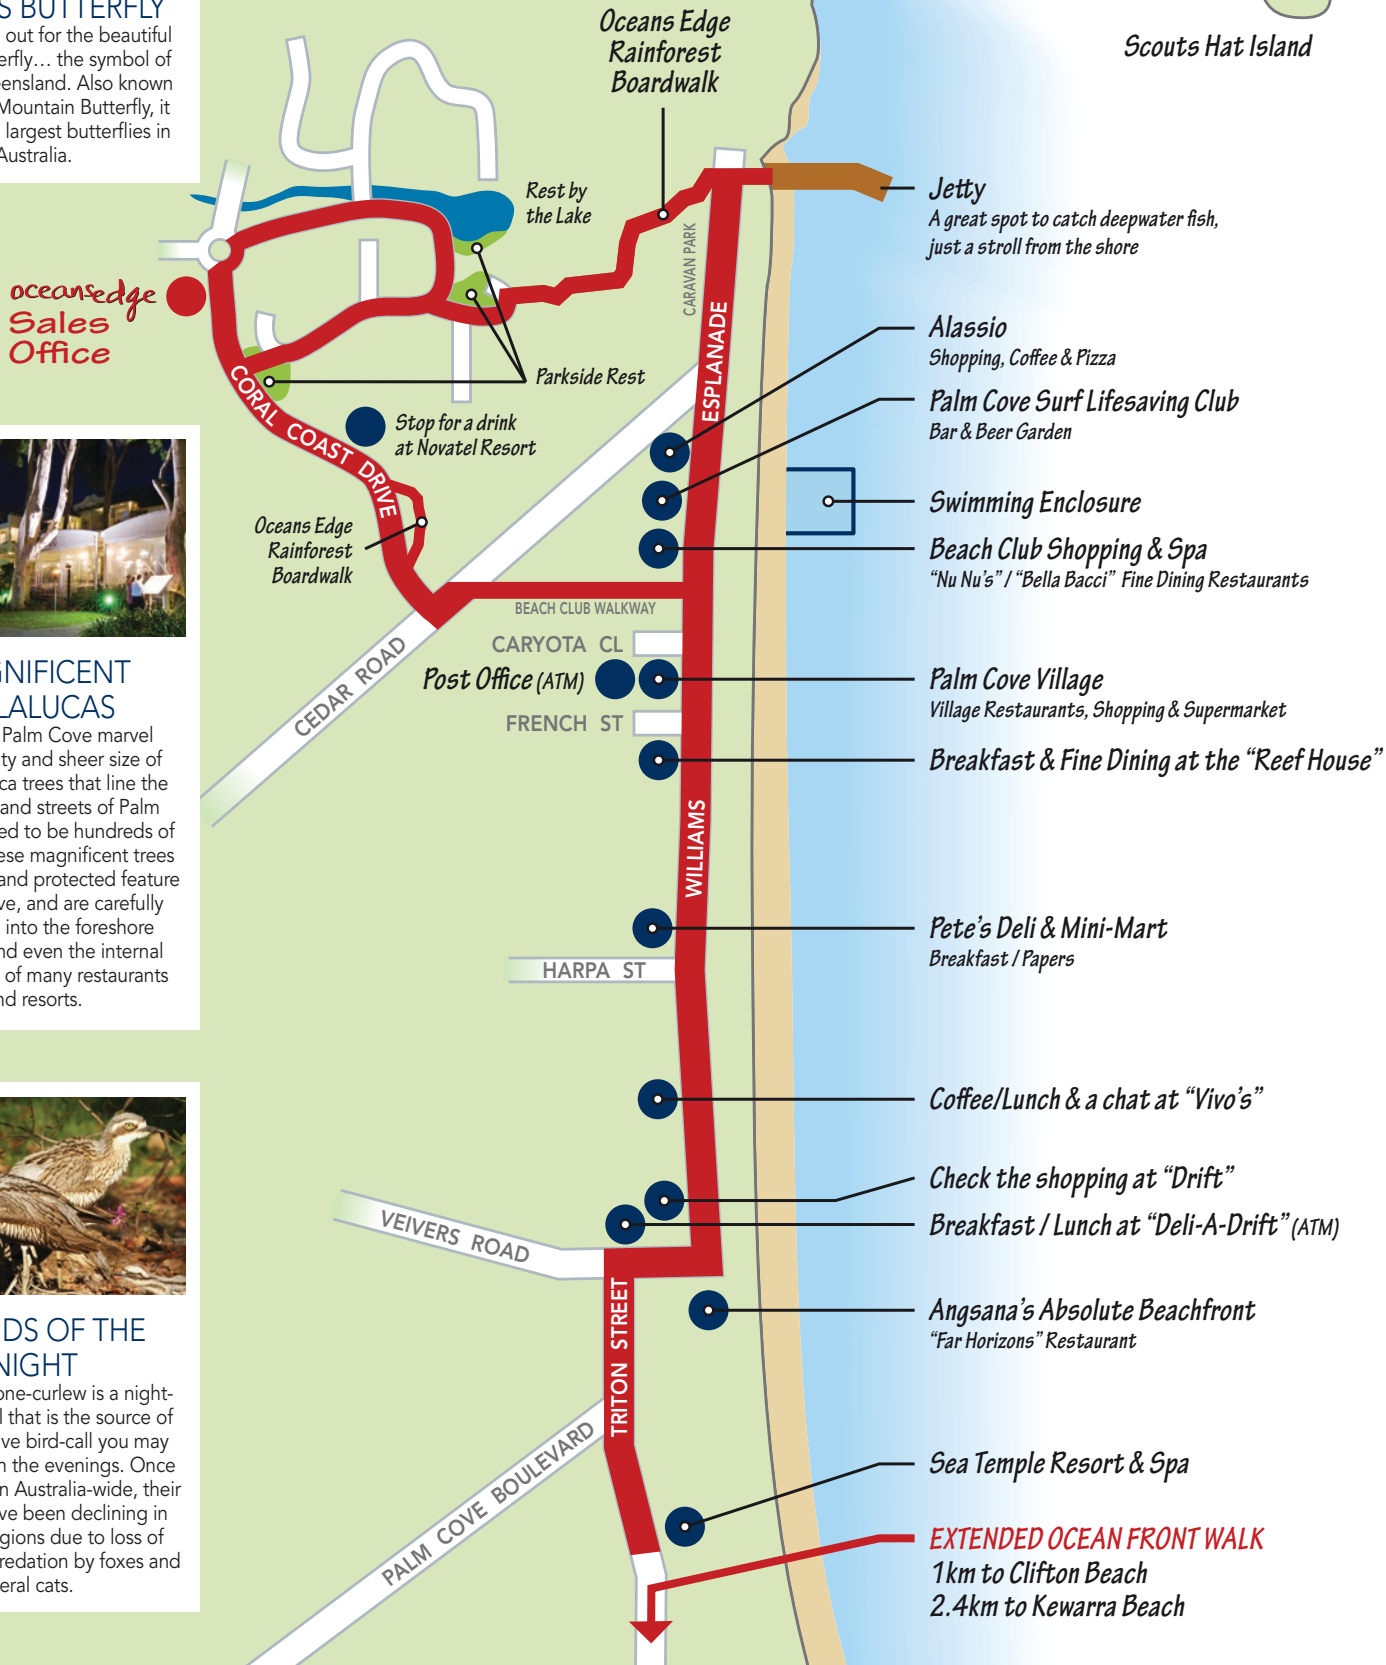 S BUTTERFLY
out for the beautiful
erfly… the symbol of
eensland. Also known
Mountain Butterfly, it
largest butterflies in
Australia.
GNIFICENT
LALUCAS
Palm Cove marvel
ty and sheer size of
ca trees that line the
and streets of Palm
ed to be hundreds of
ese magnificent trees
and protected feature
ve, and are carefully
into the foreshore
nd even the internal
of many restaurants
nd resorts.
DS OF THE
NIGHT
one-curlew is a night-
l that is the source of
ve bird-call you may
n the evenings. Once
n Australia-wide, their
ve been declining in
gions due to loss of
redation by foxes and
eral cats.
Oceans Edge
Rainforest
Boardwalk
Scouts Hat Island
Rest by
the Lake
Jetty
A great spot to catch deepwater fish,
just a stroll from the shore
CARAVAN PARK
oceansedge
Sales
Office
ESPLANADE
Alassio
Shopping, Coffee & Pizza
Parkside Rest
CORAL COAST DRIVE
Stop for a drink
at Novatel Resort
Palm Cove Surf Lifesaving Club
Bar & Beer Garden
Swimming Enclosure
Oceans Edge
Rainforest
Boardwalk
Beach Club Shopping & Spa
“Nu Nu’s” / “Bella Bacci” Fine Dining Restaurants
BEACH CLUB WALKWAY
CARYOTA CL
CEDAR ROAD
Post Office (ATM)
Palm Cove Village
Village Restaurants, Shopping & Supermarket
FRENCH ST
Breakfast & Fine Dining at the “Reef House”
WILLIAMS
Pete’s Deli & Mini-Mart
Breakfast / Papers
HARPA ST
Coffee/Lunch & a chat at “Vivo’s”
Check the shopping at “Drift”
Breakfast / Lunch at “Deli-A-Drift” (ATM)
VEIVERS ROAD
TRITON STREET
Angsana’s Absolute Beachfront
“Far Horizons” Restaurant
PALM COVE BOULEVARD
Sea Temple Resort & Spa
EXTENDED OCEAN FRONT WALK
1km to Clifton Beach
2.4km to Kewarra Beach